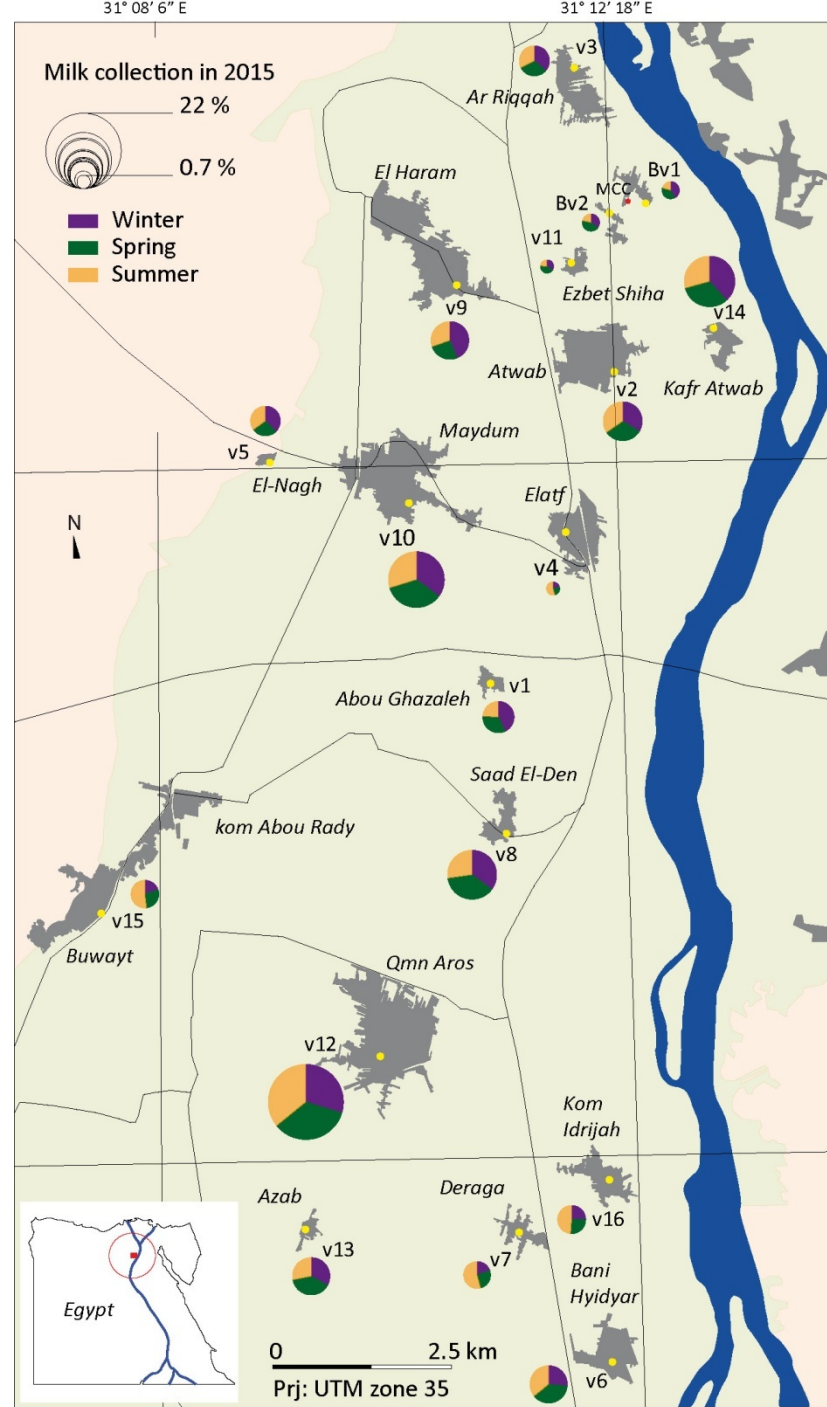 31° 08' 6" E
31° 12' 18" E
Milk collection in 2015
22 %
0.7 %
Winter
Spring
Summer
v3
Ar Riqqah
El Haram
MCC
Bv1
Bv2
v11
Ezbet Shiha
v9
v14
Atwab
v2
Kafr Atwab
Maydum
v5
El-Nagh
Elatf
N
v10
v4
Abou Ghazaleh
v1
Saad El-Den
kom Abou Rady
v8
v15
Buwayt
Qmn Aros
v12
Kom
Idrijah
Azab
Deraga
v16
v13
v7
Bani
Hyidyar
Egypt
0
2.5 km
Prj: UTM zone 35
v6